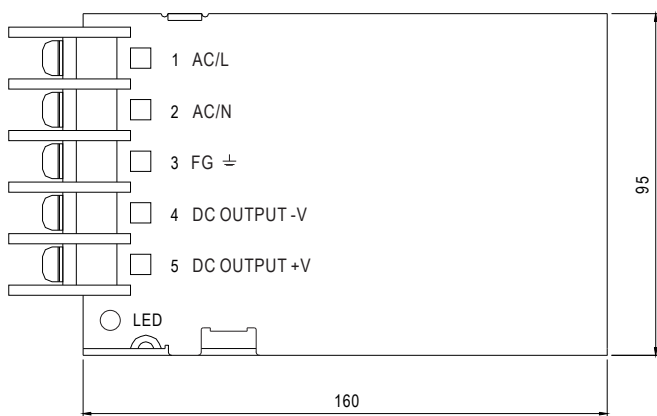 1 AC/L
2 AC/N
3 FG ⏚
4 DC OUTPUT -V
5 DC OUTPUT +V
LED
95
160